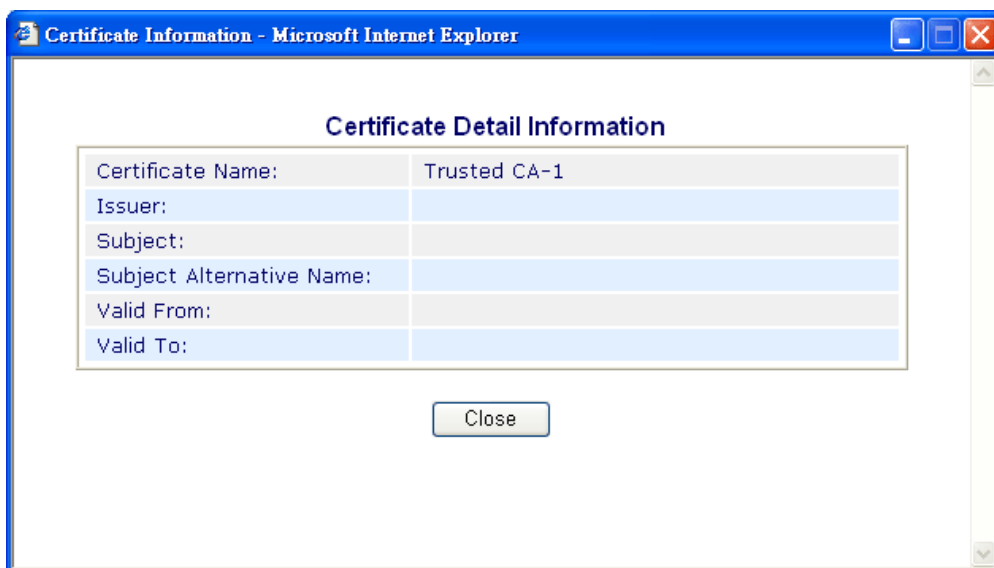 Certificate Information - Microsoft Internet Explorer
Certificate Detail Information
Certificate Name: Trusted CA-1
Issuer:
Subject:
Subject Alternative Name:
Valid From:
Valid To:
Close